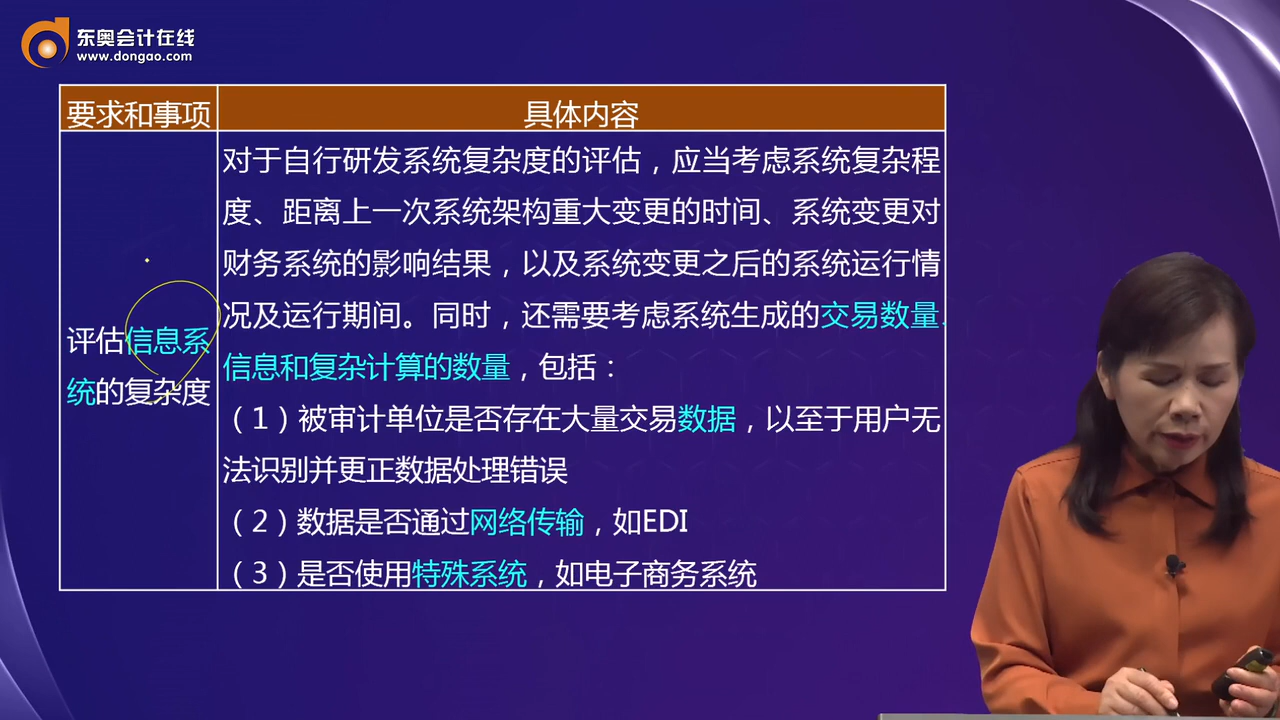 东奥会计在线
www.dongao.com
要求和事项
具体内容
评估信息系
统的复杂度
对于自行研发系统复杂度的评估，应当考虑系统复杂程
度、距离上一次系统架构重大变更的时间、系统变更对
财务系统的影响结果，以及系统变更之后的系统运行情
况及运行期间。同时，还需要考虑系统生成的交易数量、
信息和复杂计算的数量，包括：
（1）被审计单位是否存在大量交易数据，以至于用户无
法识别并更正数据处理错误
（2）数据是否通过网络传输，如EDI
（3）是否使用特殊系统，如电子商务系统